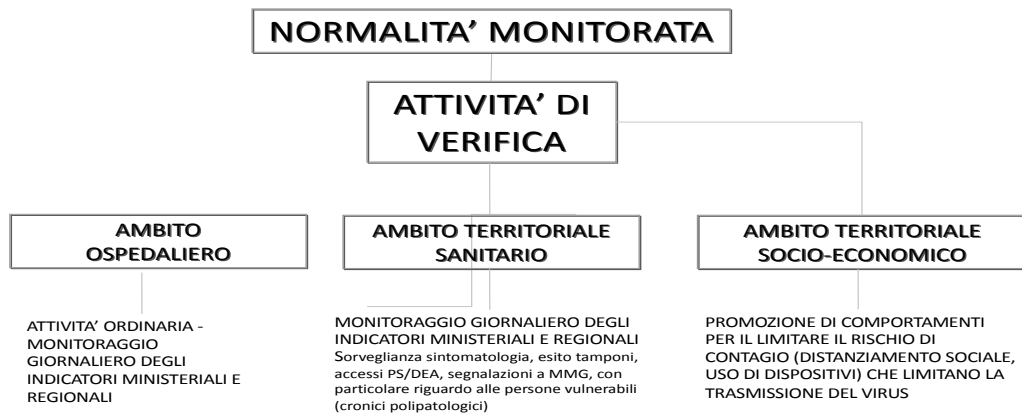 NORMALITA’ MONITORATA
ATTIVITA’ DI
VERIFICA
AMBITO
OSPEDALIERO
AMBITO TERRITORIALE
SANITARIO
AMBITO TERRITORIALE
SOCIO-ECONOMICO
ATTIVITA’ ORDINARIA -
MONITORAGGIO
GIORNALIERO DEGLI
INDICATORI MINISTERIALI E
REGIONALI
MONITORAGGIO GIORNALIERO DEGLI
INDICATORI MINISTERIALI E REGIONALI
Sorveglianza sintomatologia, esito tamponi,
accessi PS/DEA, segnalazioni a MMG, con
particolare riguardo alle persone vulnerabili
(cronici polipatologici)
PROMOZIONE DI COMPORTAMENTI
PER IL LIMITARE IL RISCHIO DI
CONTAGIO (DISTANZIAMENTO SOCIALE,
USO DI DISPOSITIVI) CHE LIMITANO LA
TRASMISSIONE DEL VIRUS